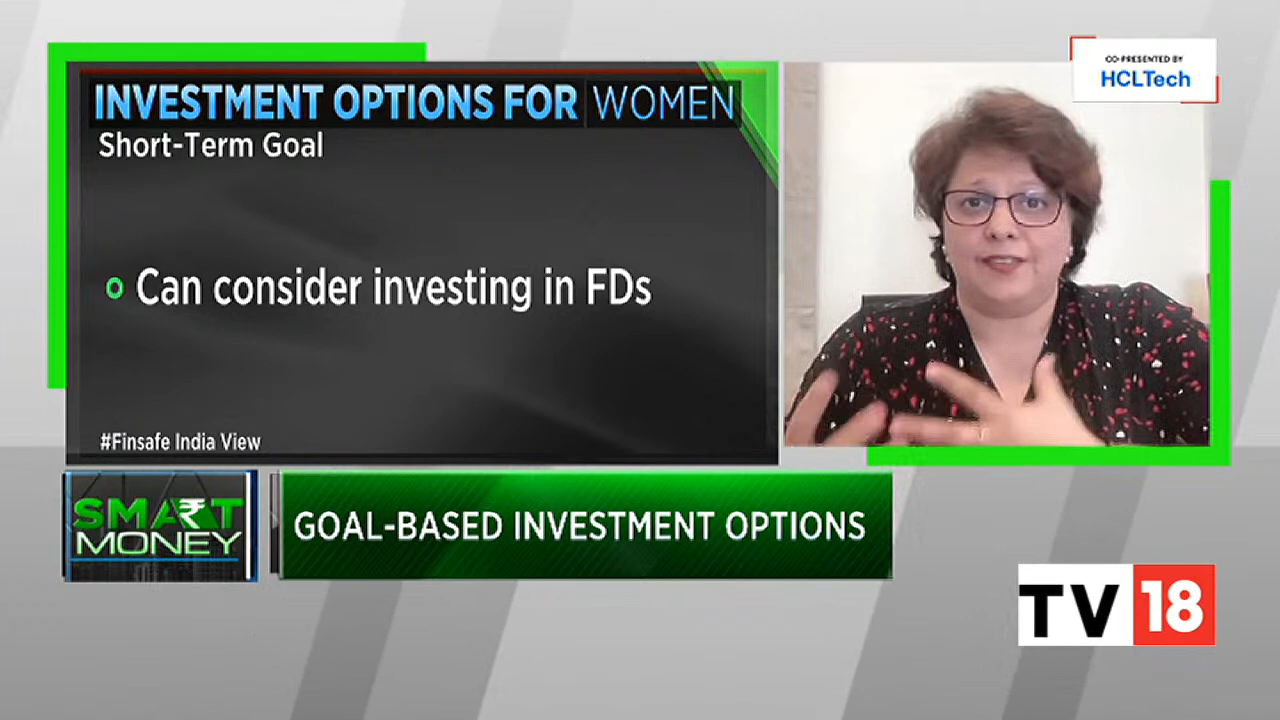 CO-PRESENTED BY
HCLTech
INVESTMENT OPTIONS FOR WOMEN
Short-Term Goal
Can consider investing in FDs
#Finsafe India View
SMA₹T
MONEY
GOAL-BASED INVESTMENT OPTIONS
TV18